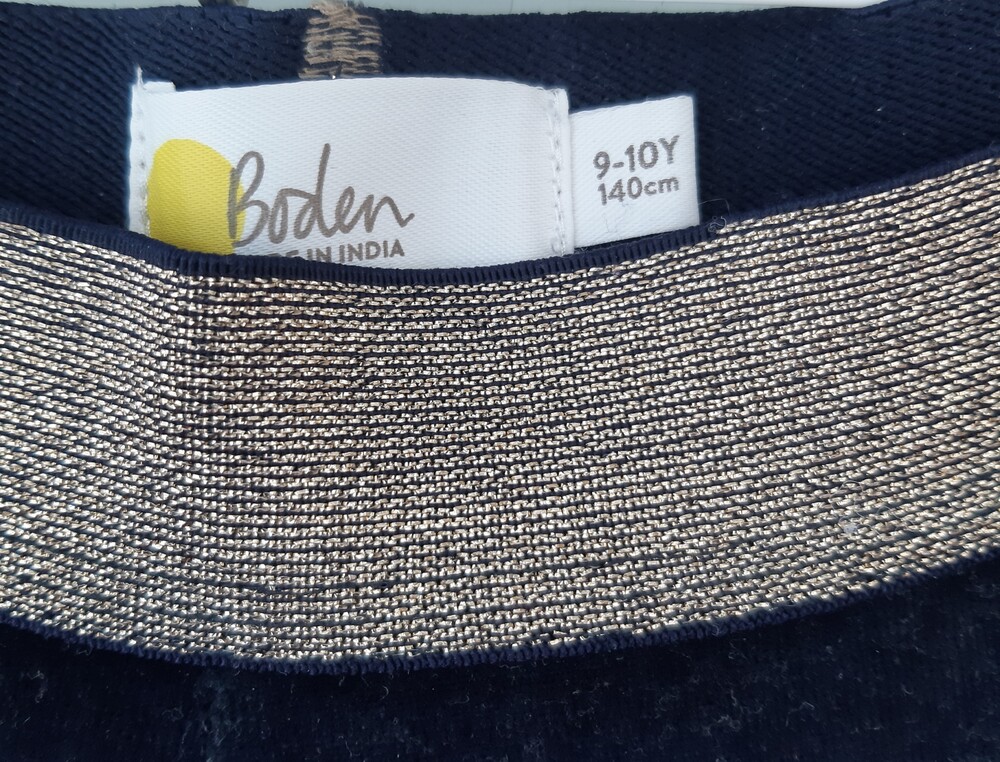 Boden
IN INDIA
9-10Y
140cm